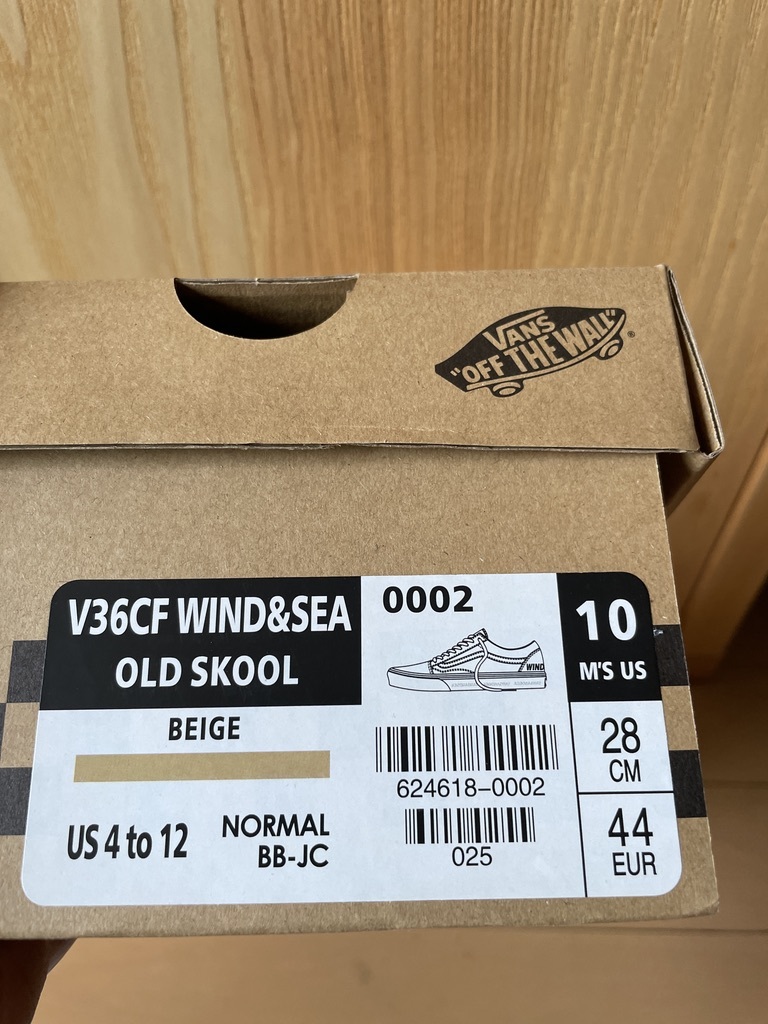 VANS
"OFF THE WALL"
®
V36CF WIND&SEA
OLD SKOOL
BEIGE
US 4 to 12
NORMAL
BB-JC
0002
WIND
624618-0002
025
10
M'S US
28
CM
44
EUR